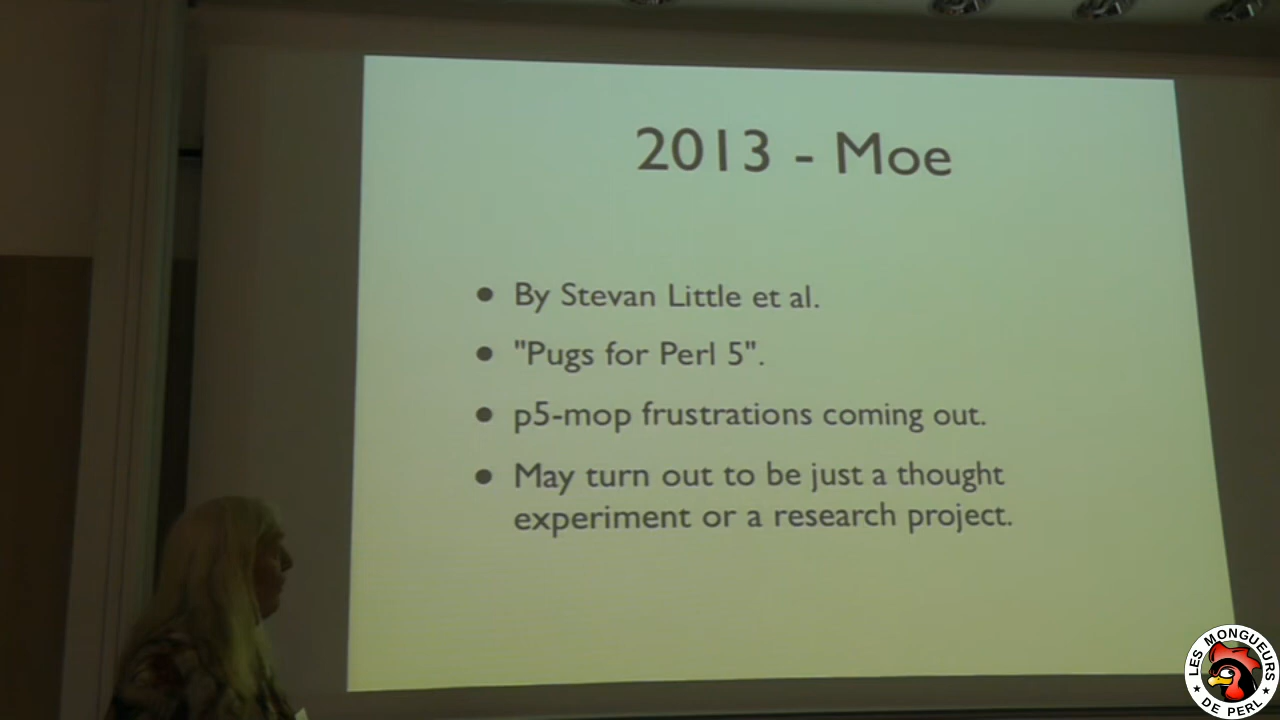 2013 - Moe
● By Stevan Little et al.
● "Pugs for Perl 5".
● p5-mop frustrations coming out.
● May turn out to be just a thought
experiment or a research project.
LES MONGUEURS
★ DE PERL ★